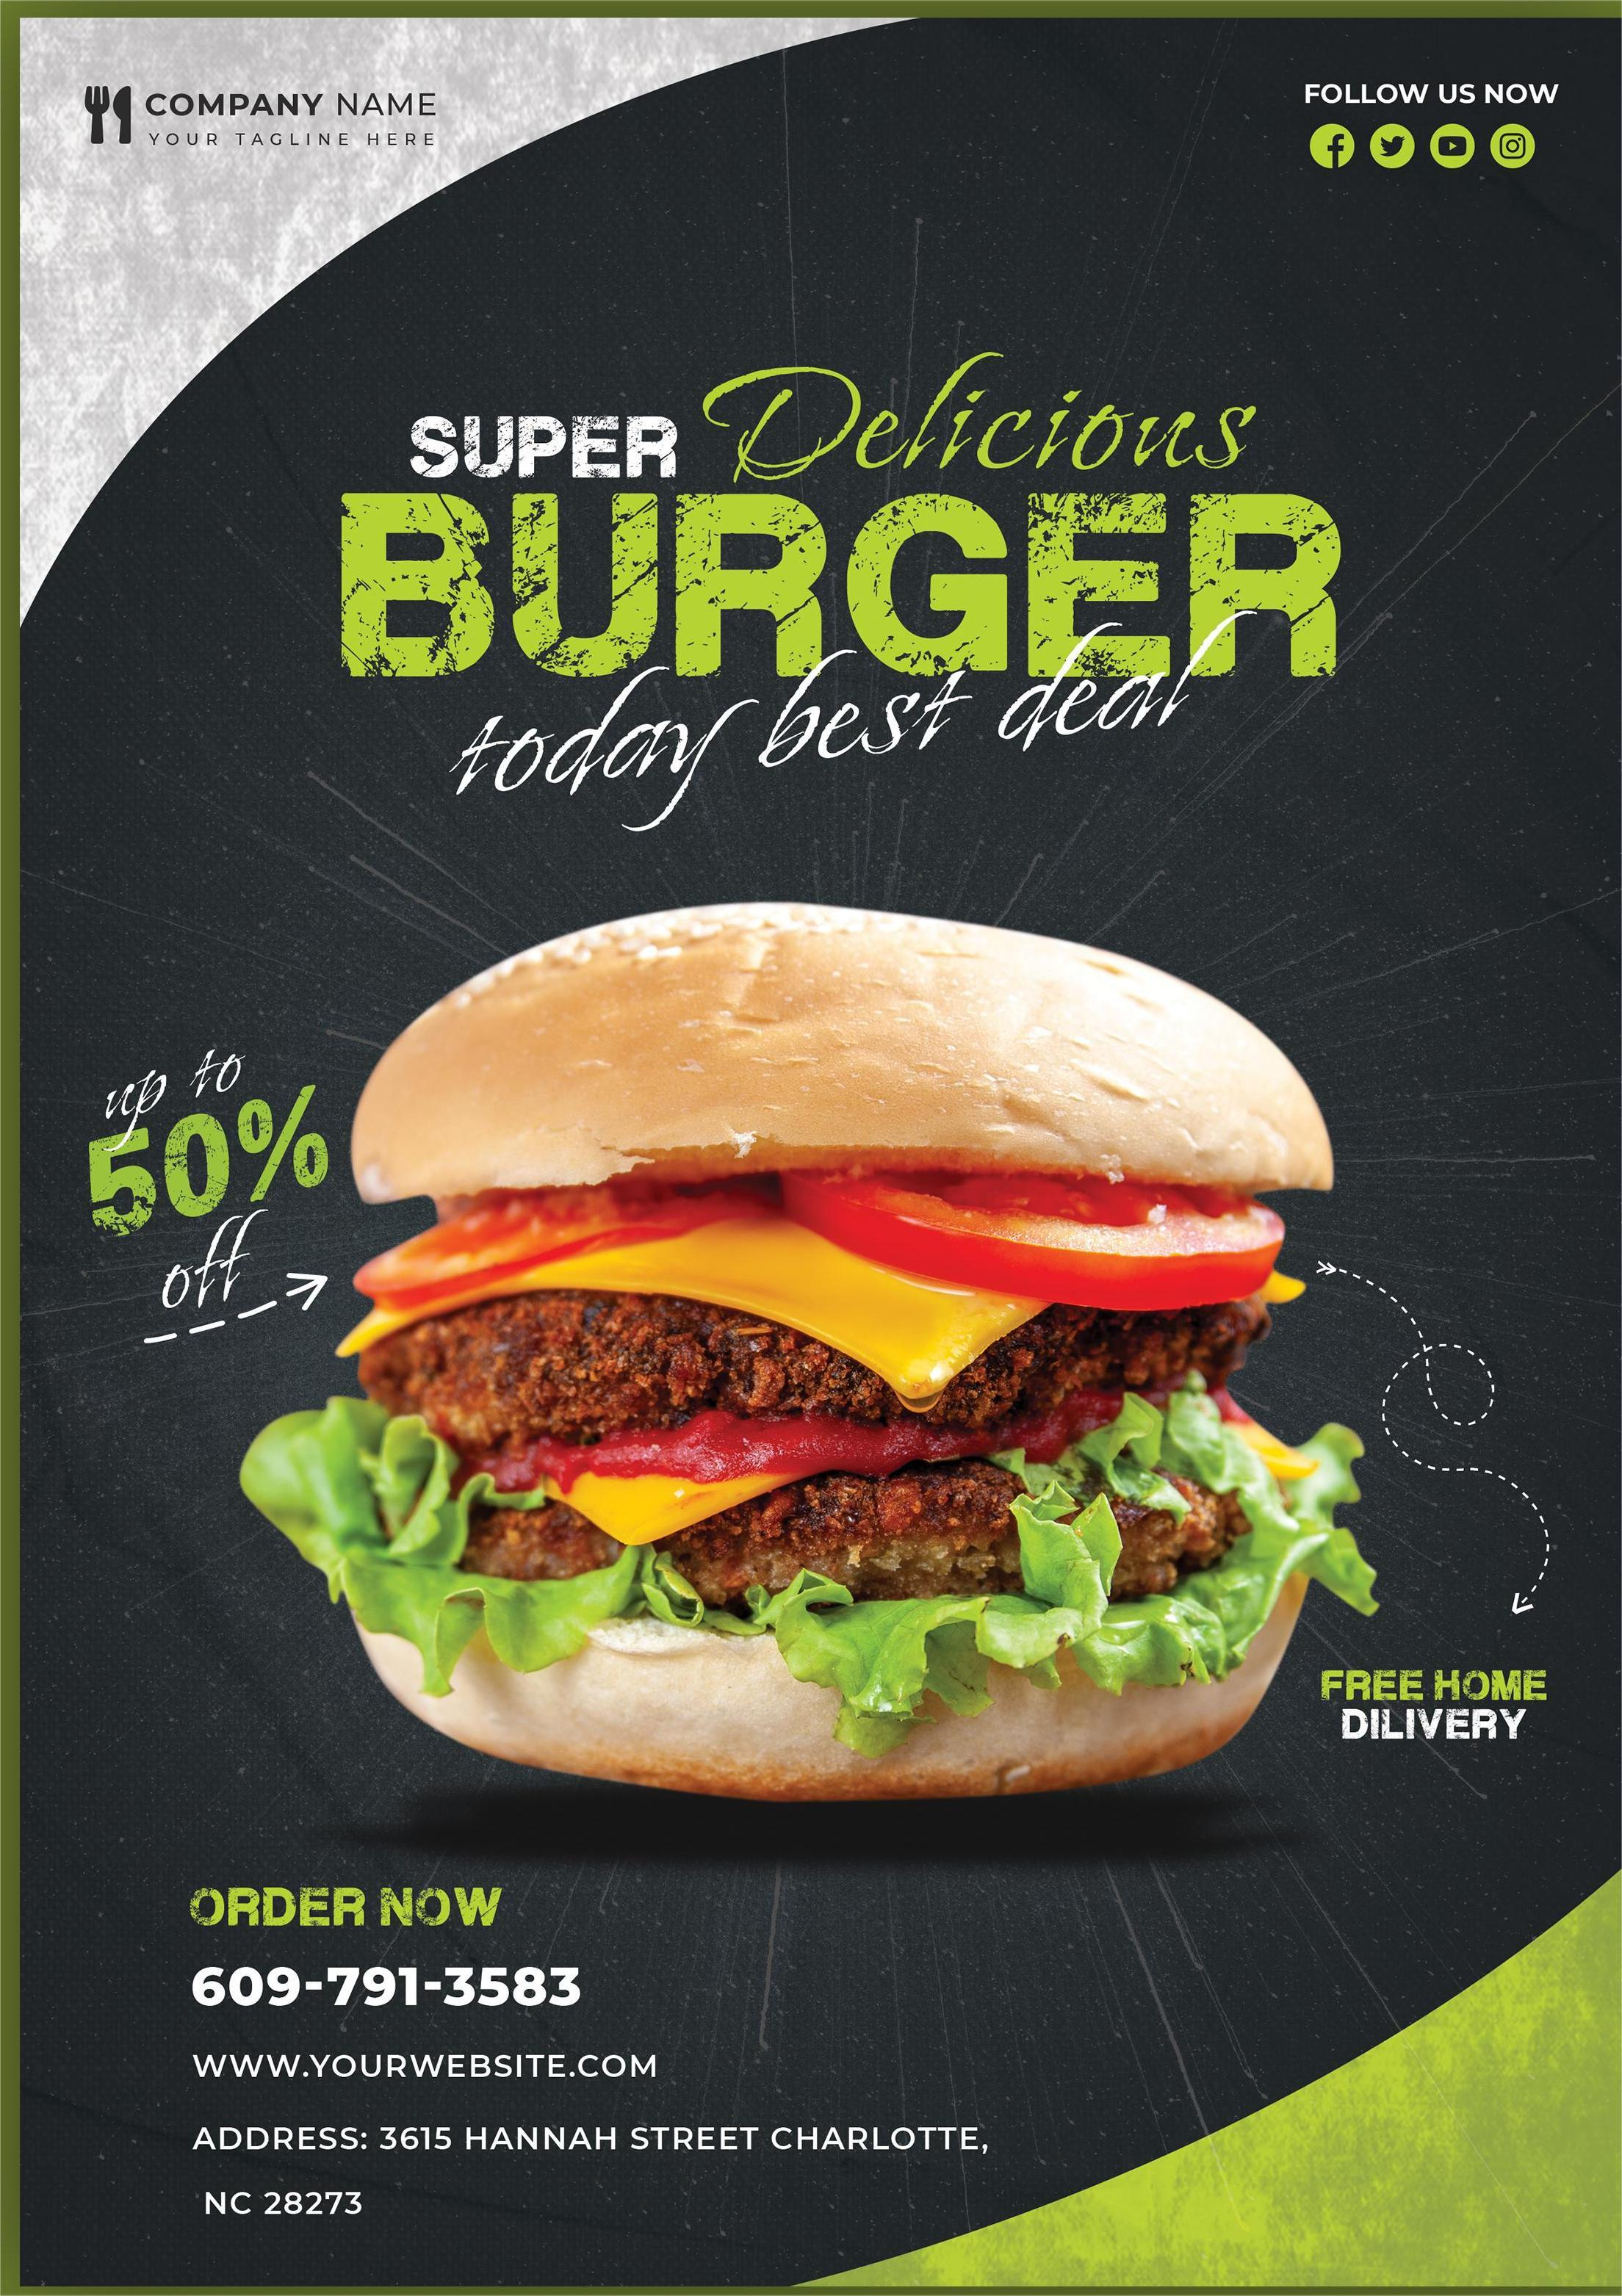 COMPANY NAME
YOUR TAGLINE HERE
FOLLOW US NOW
SUPER Delicious
BURGER
today best deal
up to
50%
off
FREE HOME
DILIVERY
ORDER NOW
609-791-3583
WWW.YOURWEBSITE.COM
ADDRESS: 3615 HANNAH STREET CHARLOTTE,
NC 28273